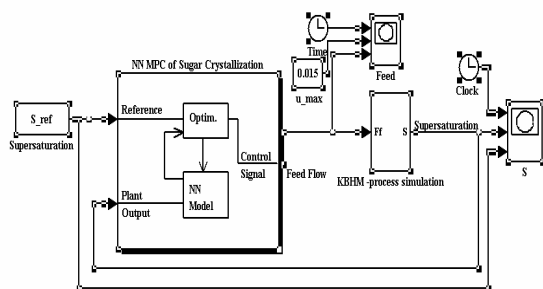 Time
0.015
u_max
Feed
NN MPC of Sugar Crystallization
Clock
S_ref
Supersaturation
Reference
Optim.
Control
Signal
Feed Flow
Ff
S
Supersaturation
KBHM -process simulation
S
Plant
Output
NN
Model